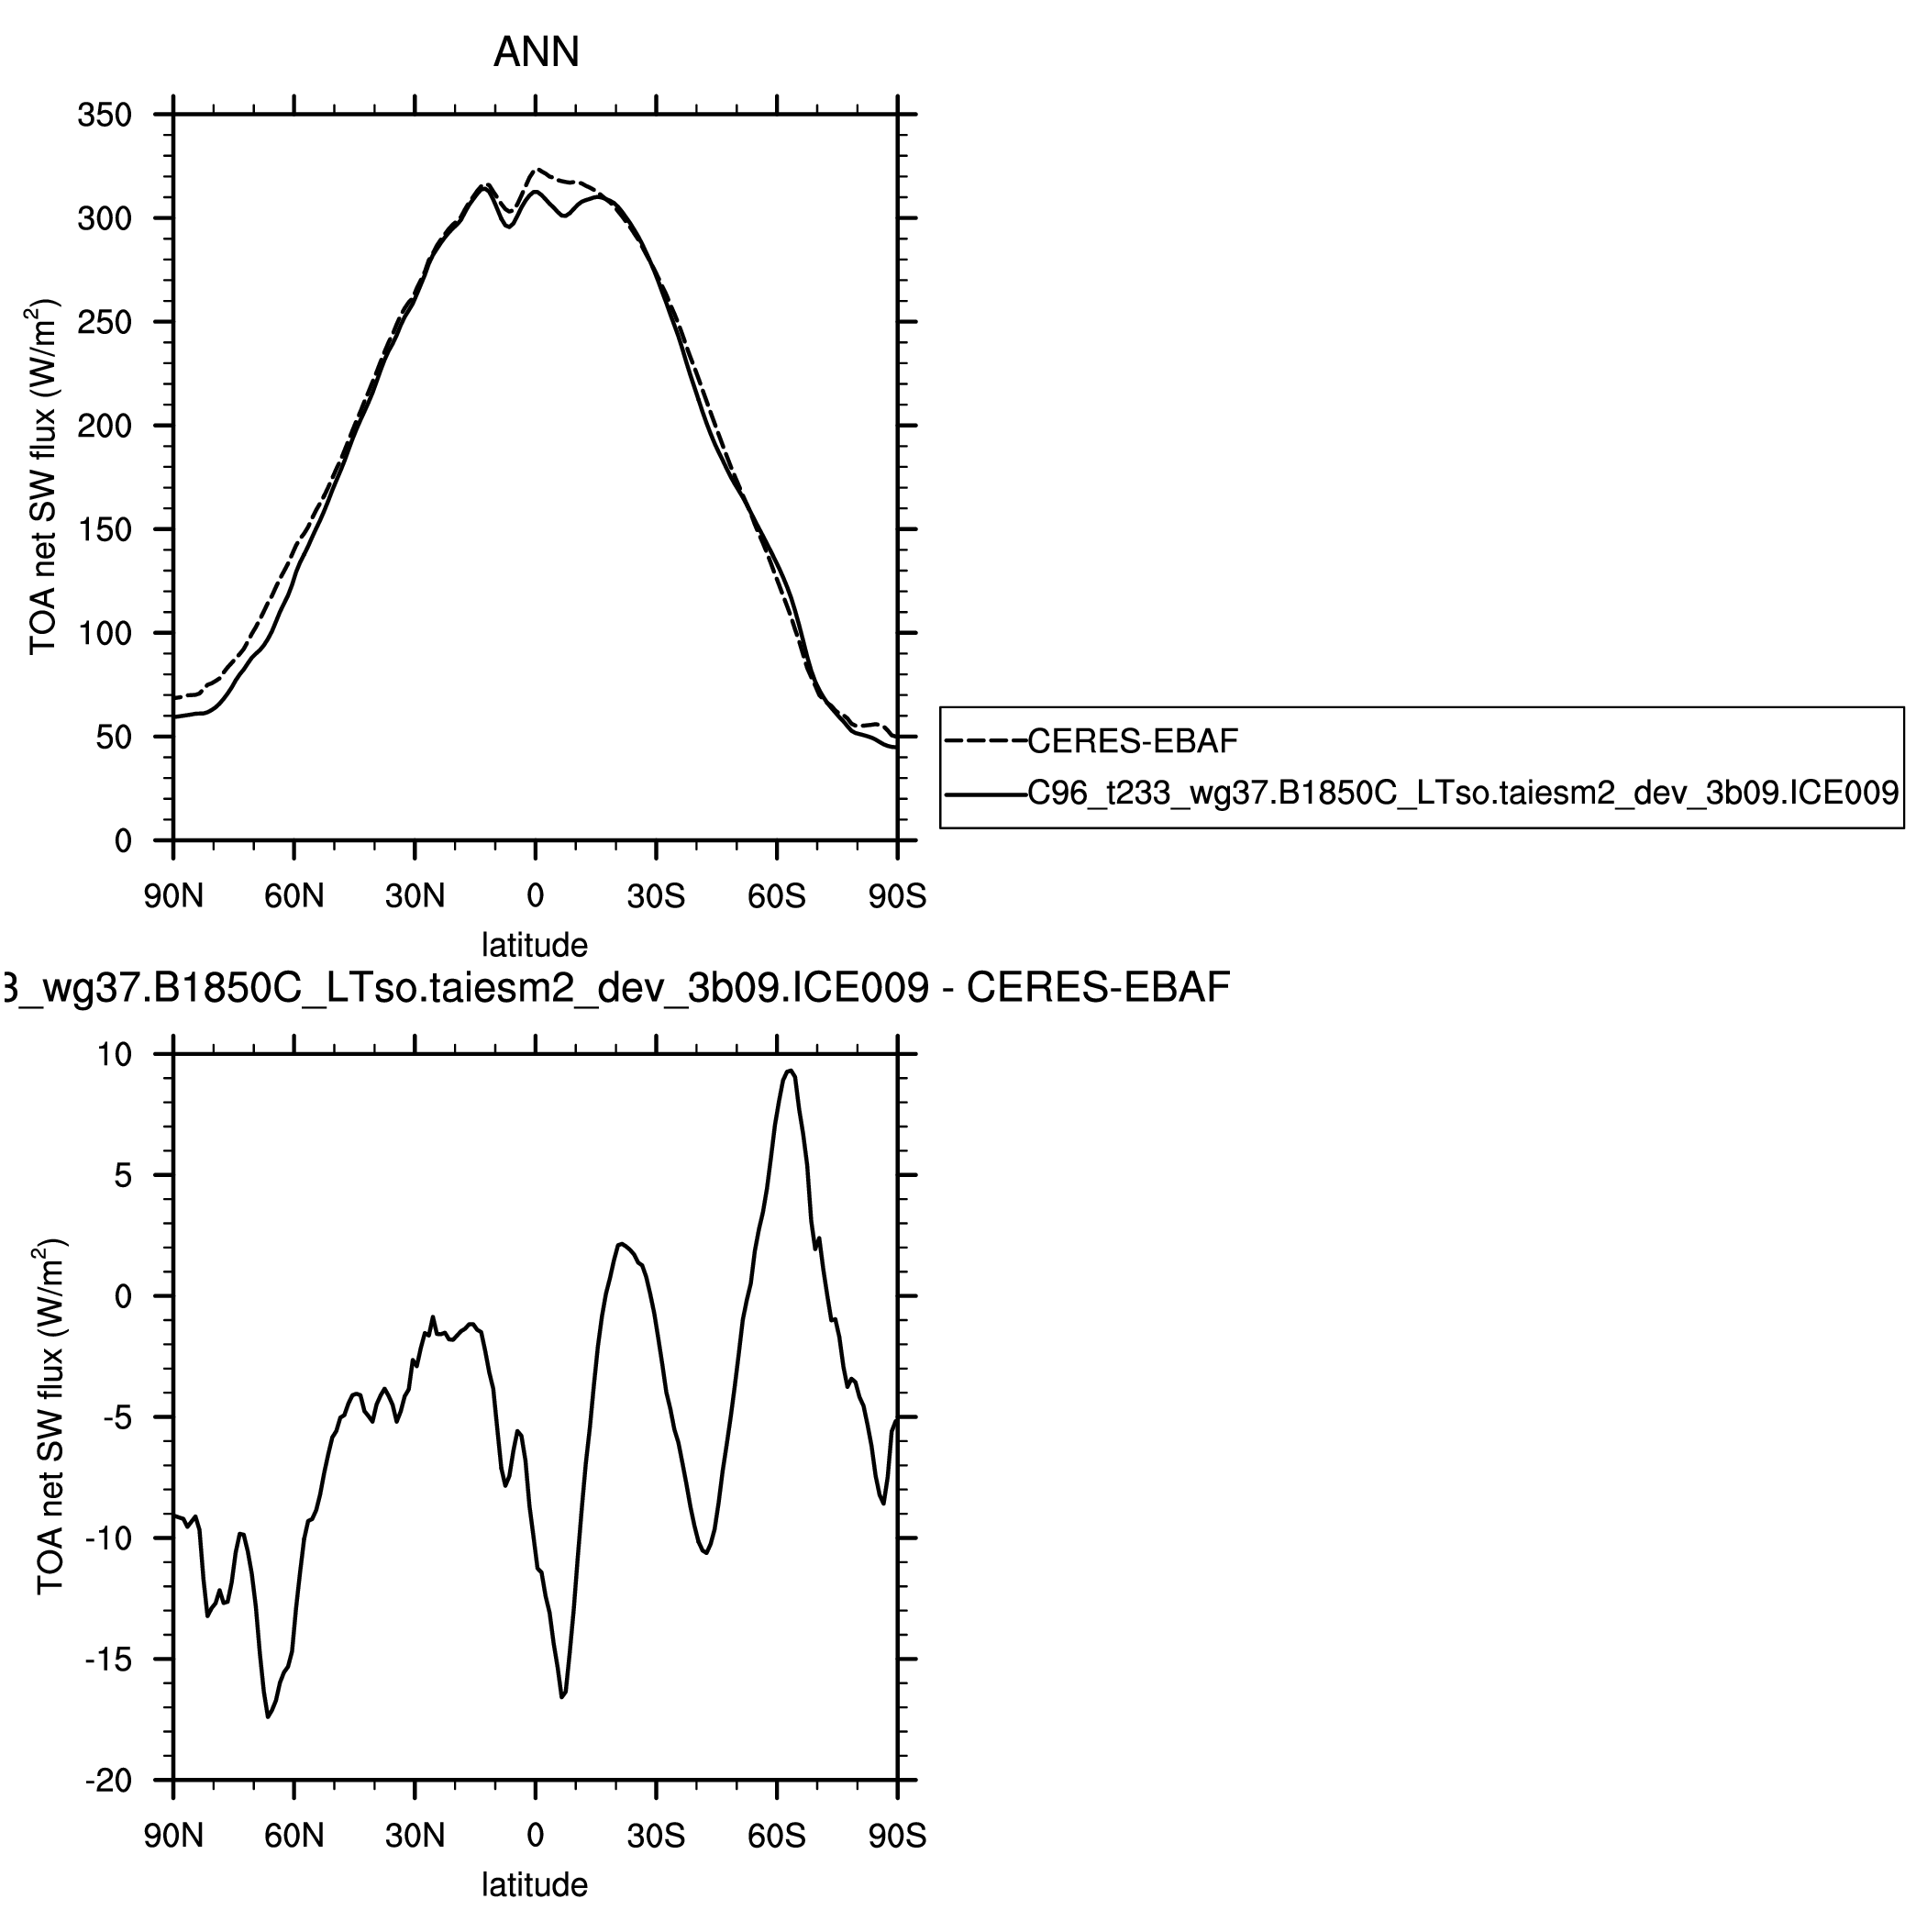 ANN
350
300
250
200
150
100
50
0
TOA net SW flux (W/m²)
90N 60N 30N 0 30S 60S 90S
latitude
CERES-EBAF
C96_t233_wg37.B1850C_LTso.taiesm2_dev_3b09.ICE009
3_wg37.B1850C_LTso.taiesm2_dev_3b09.ICE009 - CERES-EBAF
10
5
0
-5
-10
-15
-20
TOA net SW flux (W/m²)
90N 60N 30N 0 30S 60S 90S
latitude